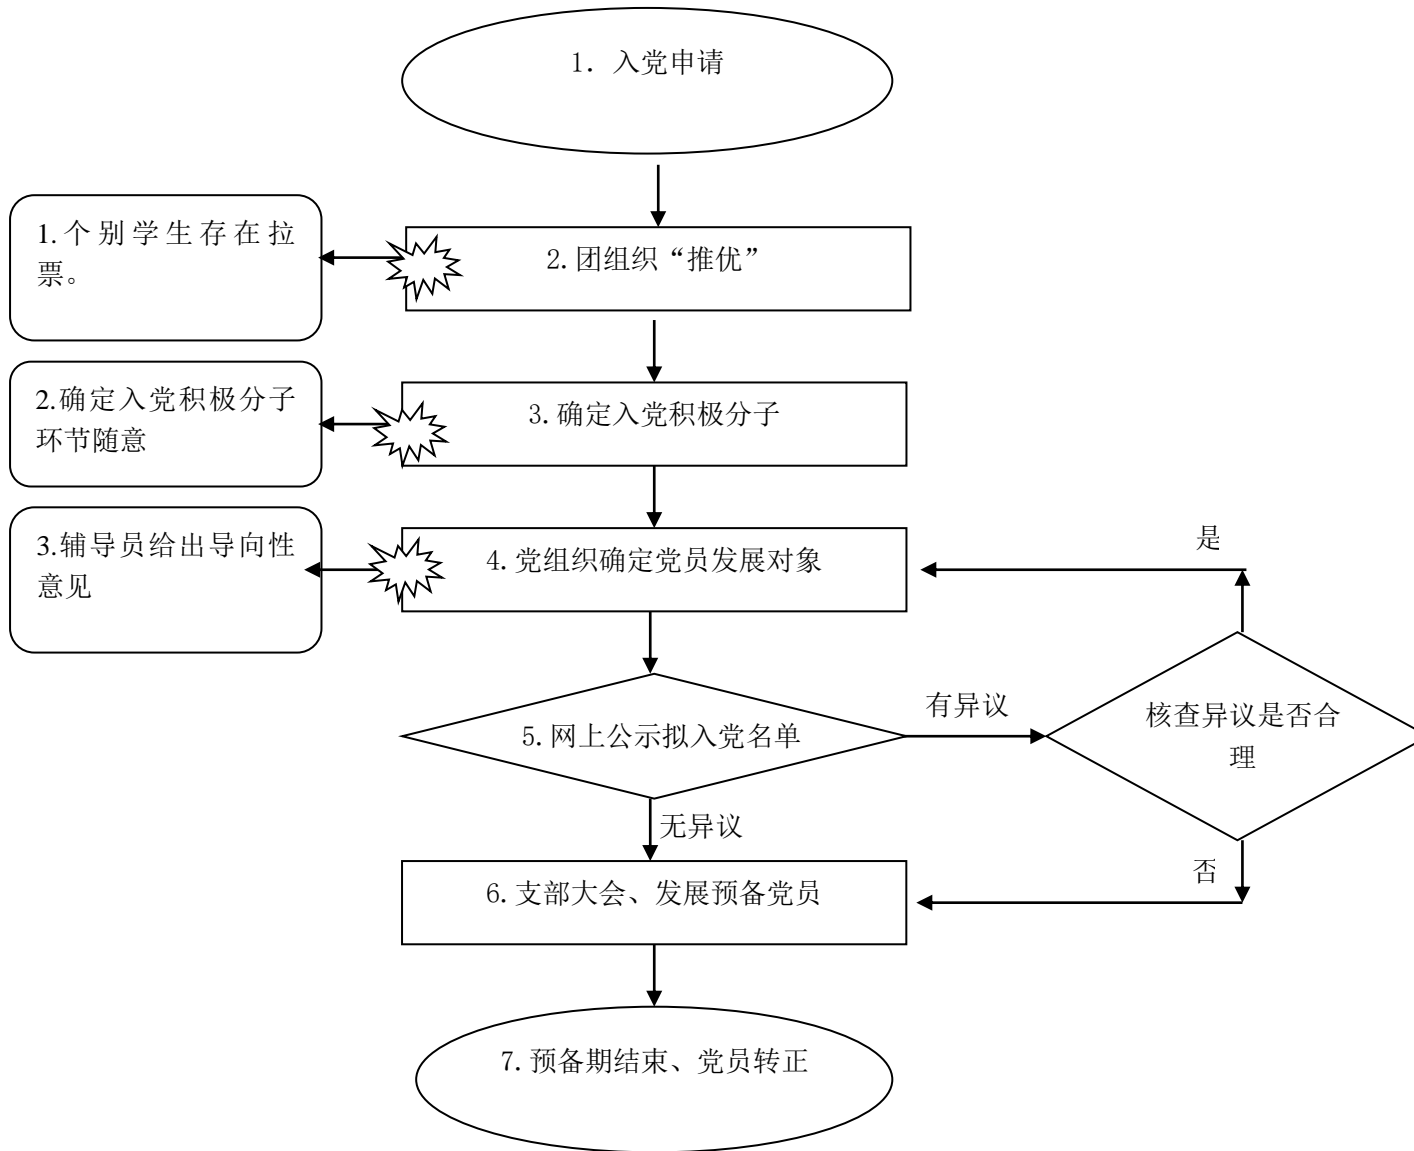 1. 入党申请
1.个别学生存在拉
票。
2.团组织“推优”
2.确定入党积极分子
环节随意
3.确定入党积极分子
3.辅导员给出导向性
意见
4.党组织确定党员发展对象
是
5.网上公示拟入党名单
有异议
核查异议是否合
理
无异议
否
6.支部大会、发展预备党员
7.预备期结束、党员转正